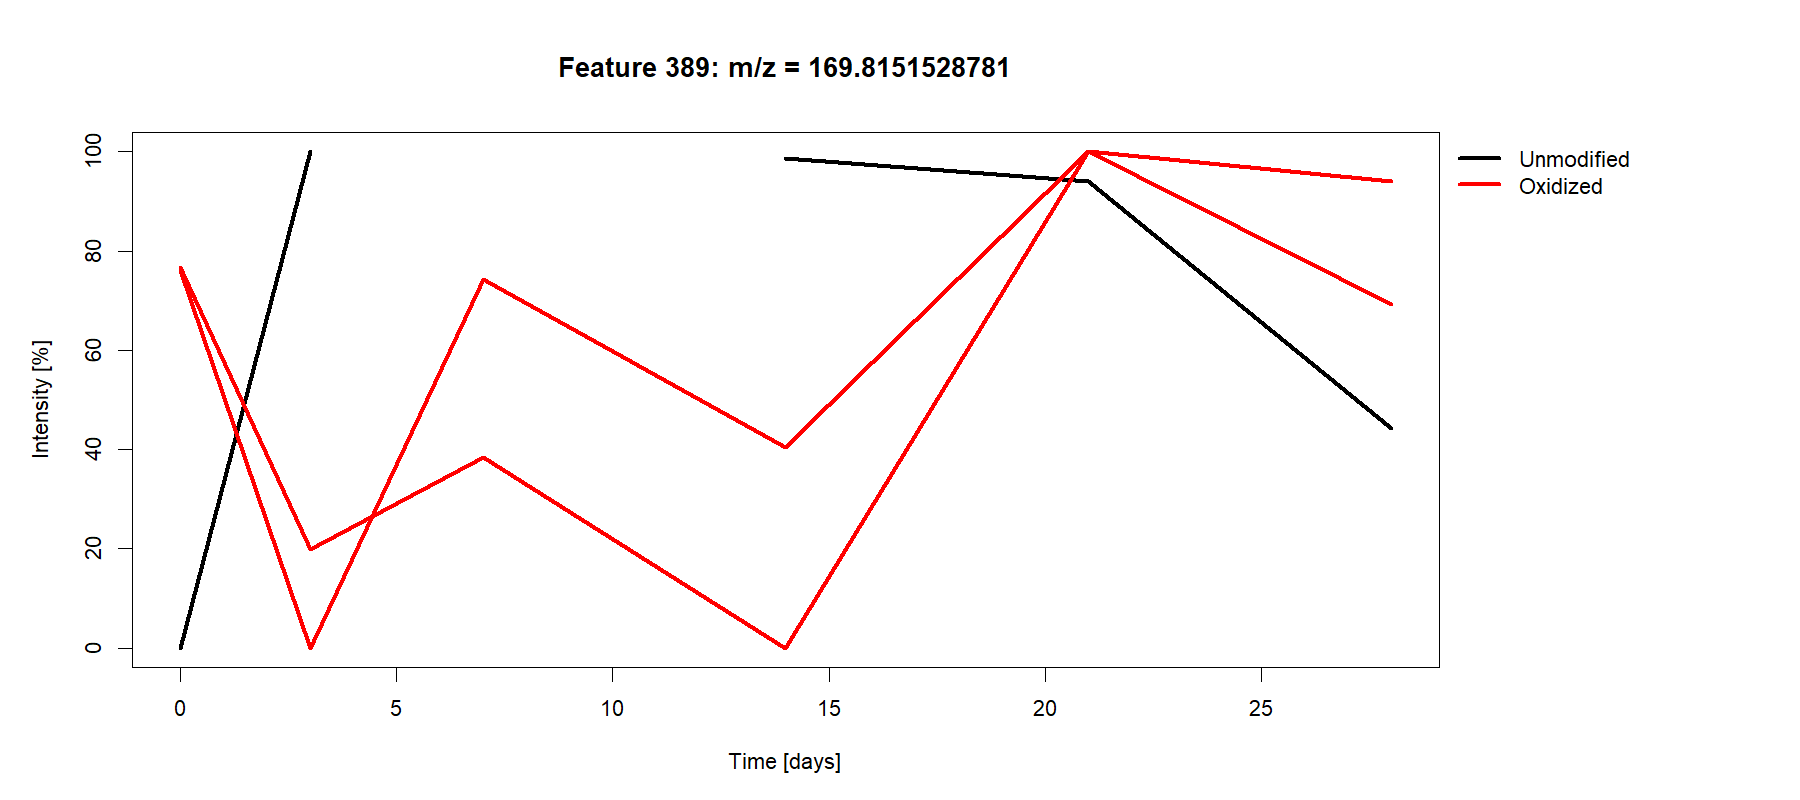 Feature 389: m/z = 169.8151528781
Unmodified
Oxidized
Intensity [%]
100
80
60
40
20
0
0 5 10 15 20 25
Time [days]